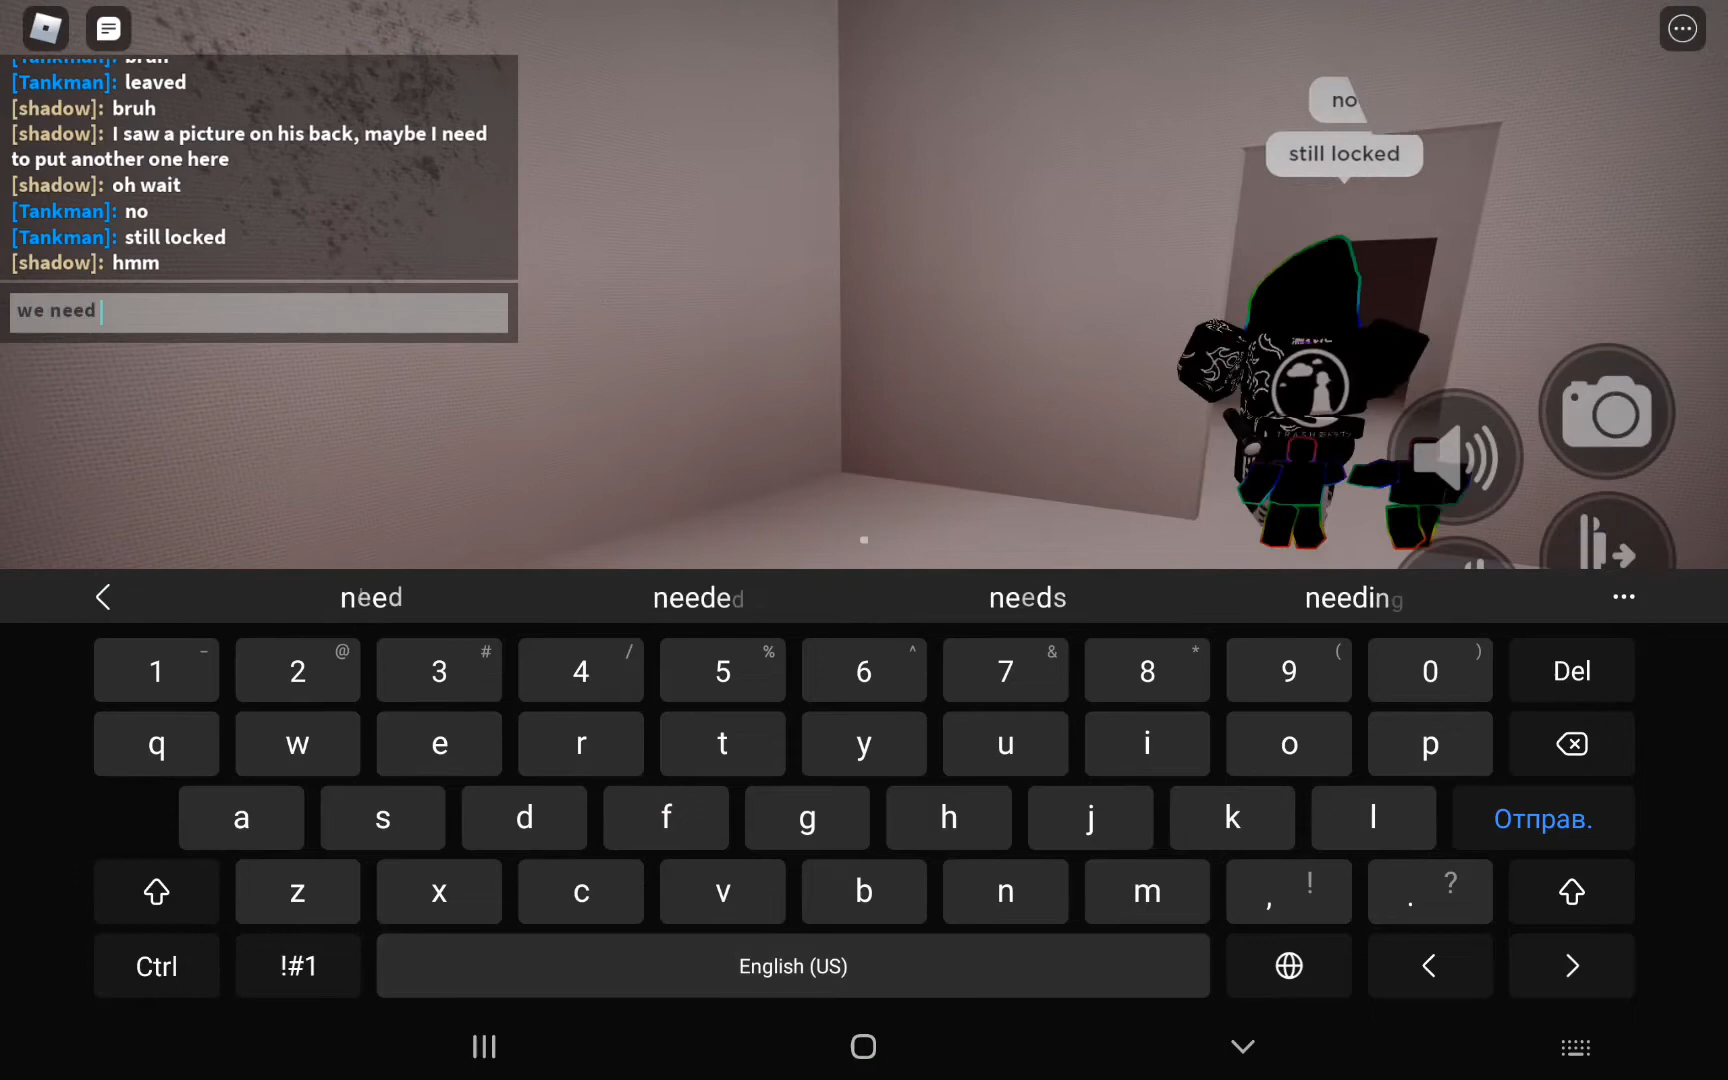 [Tankman]: bruh
[Tankman]: leaved
[shadow]: bruh
[shadow]: I saw a picture on his back, maybe I need
to put another one here
[shadow]: oh wait
[Tankman]: no
[Tankman]: still locked
[shadow]: hmm
we need
no
still locked
need needed needs needing
1 - 2 @ 3 # 4 / 5 % 6 ^ 7 & 8 * 9 ( 0 ) Del
q w e r t y u i o p
a s d f g h j k l Отправ.
z x c v b n m , ! . ?
Ctrl !#1 English (US) < >